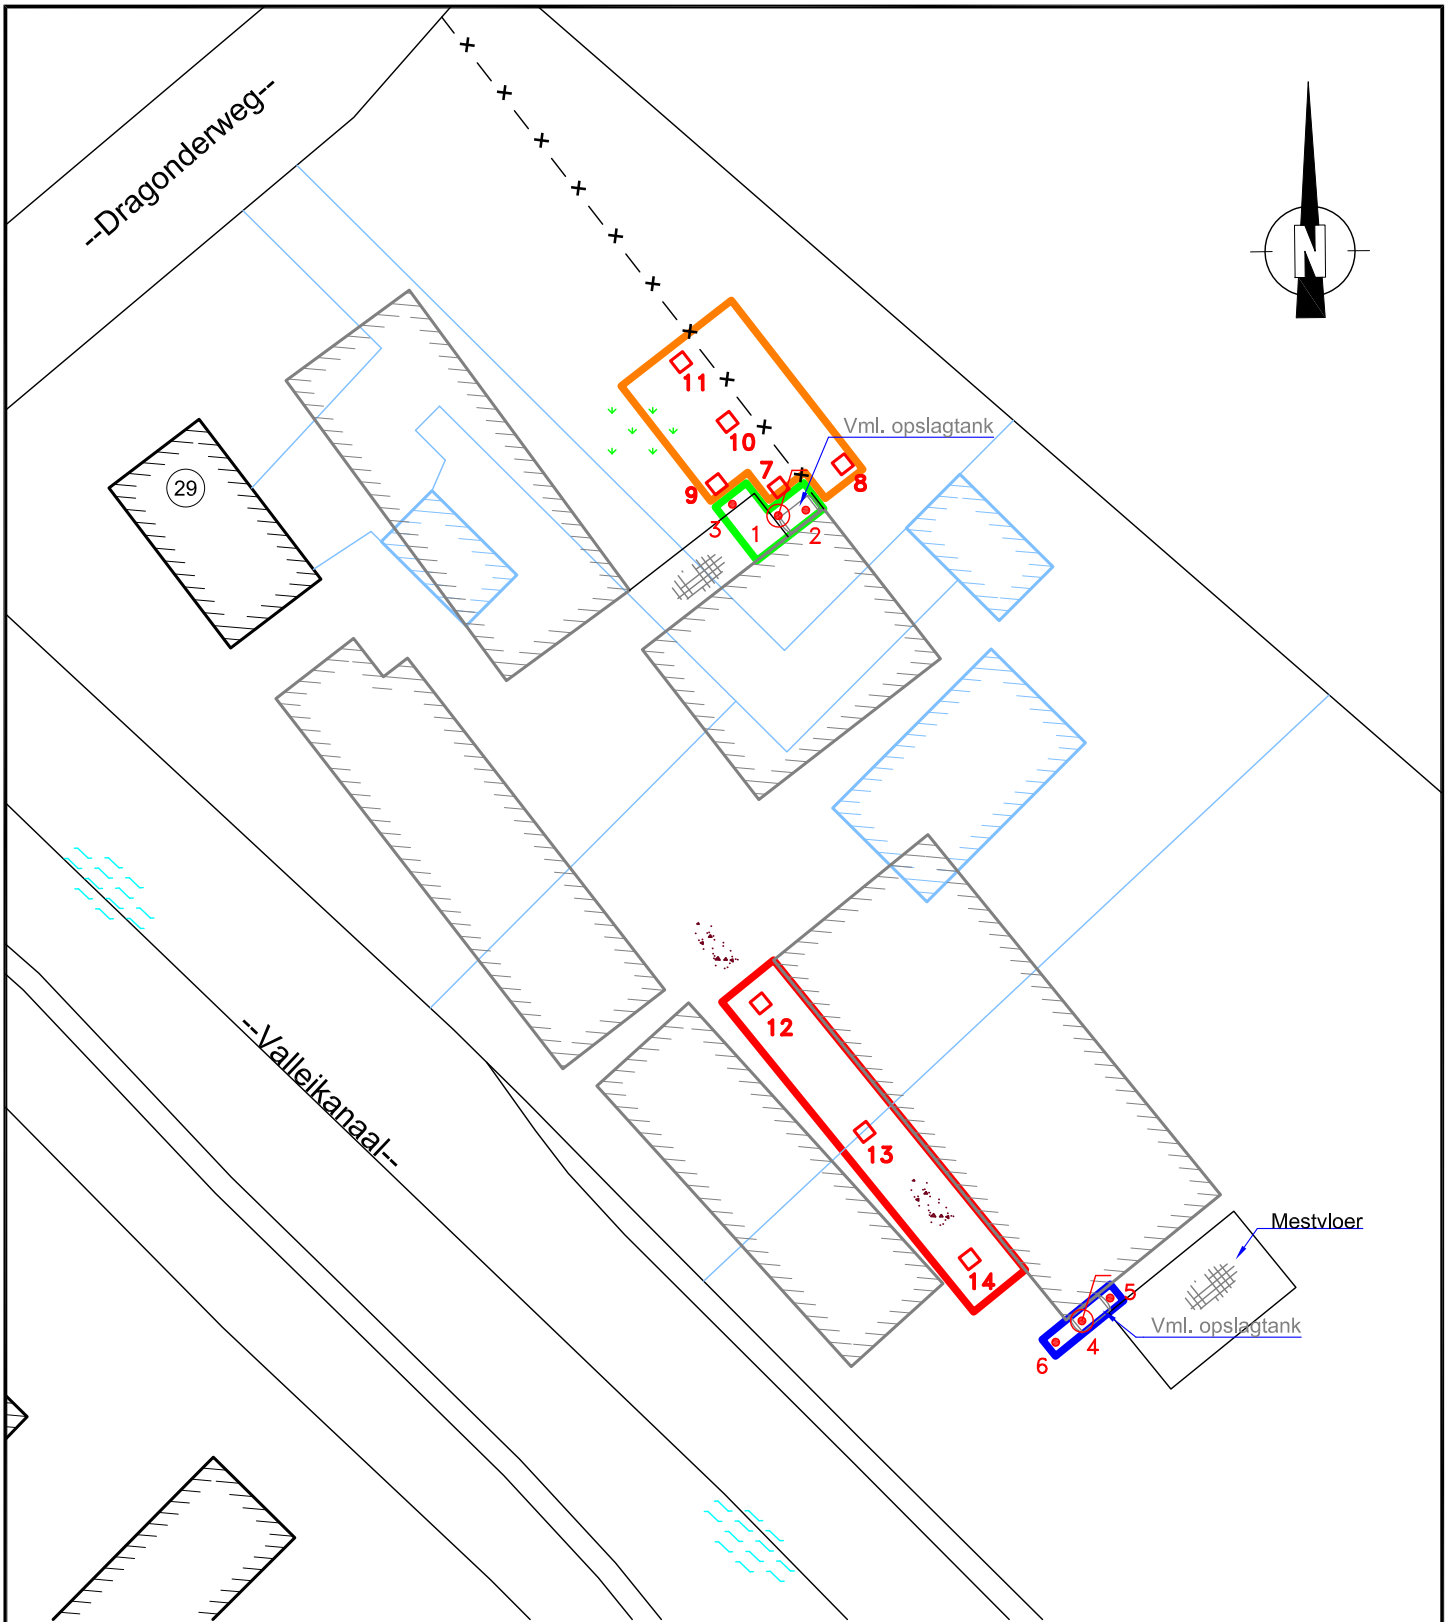 --Dragonderweg--
N
11
10
Vml. opslagtank
7
8
9
29
3
1
2
12
--Valleikanaal--
13
Mestvloer
14
5
Vml. opslagtank
4
6